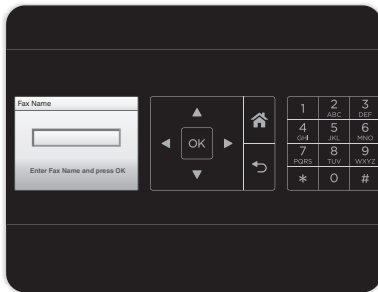 Fax Name
Enter Fax Name and press OK
OK
1 2 ABC 3 DEF
4 GHI 5 JKL 6 MNO
7 PQRS 8 TUV 9 WXYZ
* 0 #